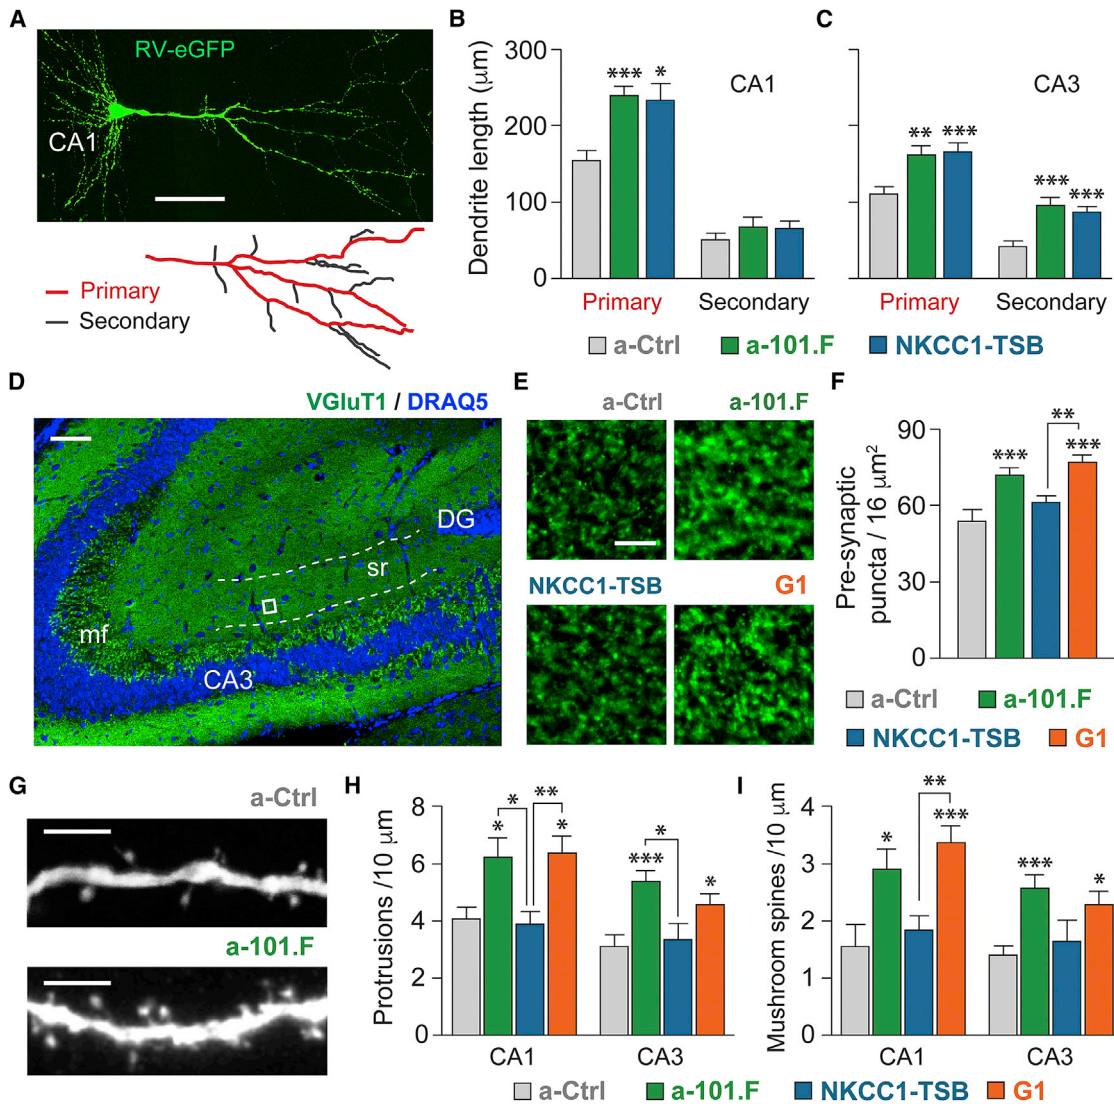 A
RV-eGFP
CA1
Primary
Secondary
B
Dendrite length (μm)
300
200
100
0
CA1
***
*
Primary
Secondary
C
CA3
**
***
***
***
Primary
Secondary
a-Ctrl
a-101.F
NKCC1-TSB
D
VGluT1 / DRAQ5
DG
sr
mf
CA3
E
a-Ctrl
a-101.F
NKCC1-TSB
G1
F
Pre-synaptic
puncta / 16 μm²
90
60
30
0
***
**
***
a-Ctrl
a-101.F
NKCC1-TSB
G1
G
a-Ctrl
a-101.F
H
Protrusions /10 μm
8
6
4
2
0
*
**
*
*
*
***
*
CA1
CA3
I
Mushroom spines /10 μm
4
3
2
1
0
**
*
***
***
*
CA1
CA3
a-Ctrl
a-101.F
NKCC1-TSB
G1